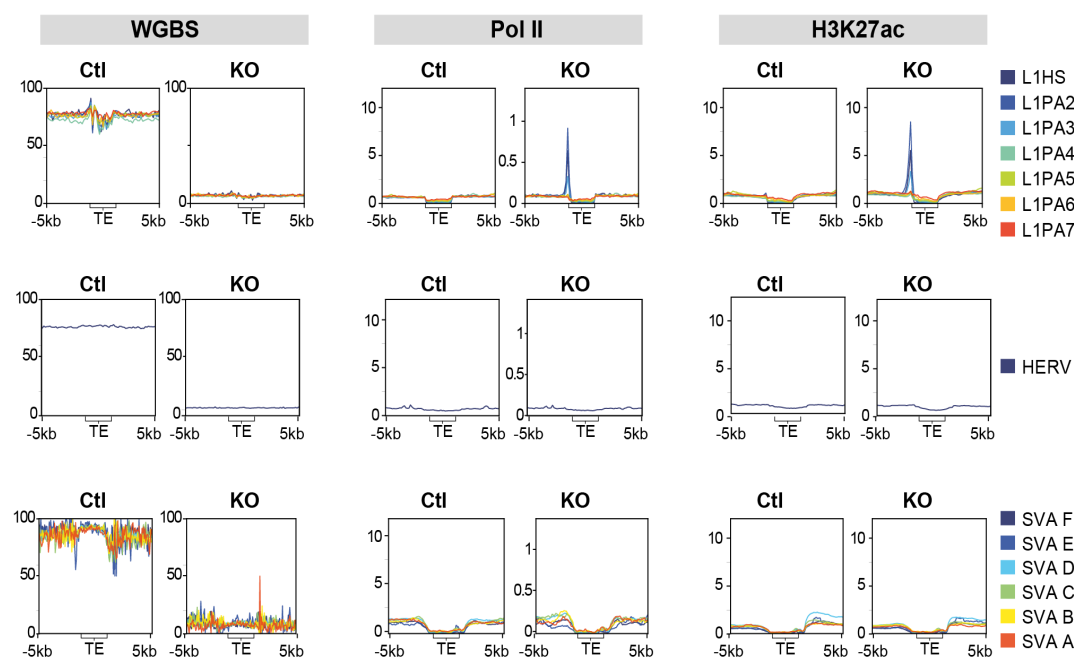 WGBS Pol II H3K27ac
Ctl KO Ctl KO Ctl KO
100 100
50 50
0 0
10
5
0
1
0.5
0
10
5
0
10
5
0
-5kb TE 5kb -5kb TE 5kb -5kb TE 5kb -5kb TE 5kb -5kb TE 5kb -5kb TE 5kb
L1HS
L1PA2
L1PA3
L1PA4
L1PA5
L1PA6
L1PA7
Ctl KO Ctl KO Ctl KO
100 100
50 50
0 0
10
5
0
1
0.5
0
10
5
0
10
5
0
-5kb TE 5kb -5kb TE 5kb -5kb TE 5kb -5kb TE 5kb -5kb TE 5kb -5kb TE 5kb
HERV
Ctl KO Ctl KO Ctl KO
100 100
50 50
0 0
10
5
0
1
0.5
0
10
5
0
10
5
0
-5kb TE 5kb -5kb TE 5kb -5kb TE 5kb -5kb TE 5kb -5kb TE 5kb -5kb TE 5kb
SVA F
SVA E
SVA D
SVA C
SVA B
SVA A